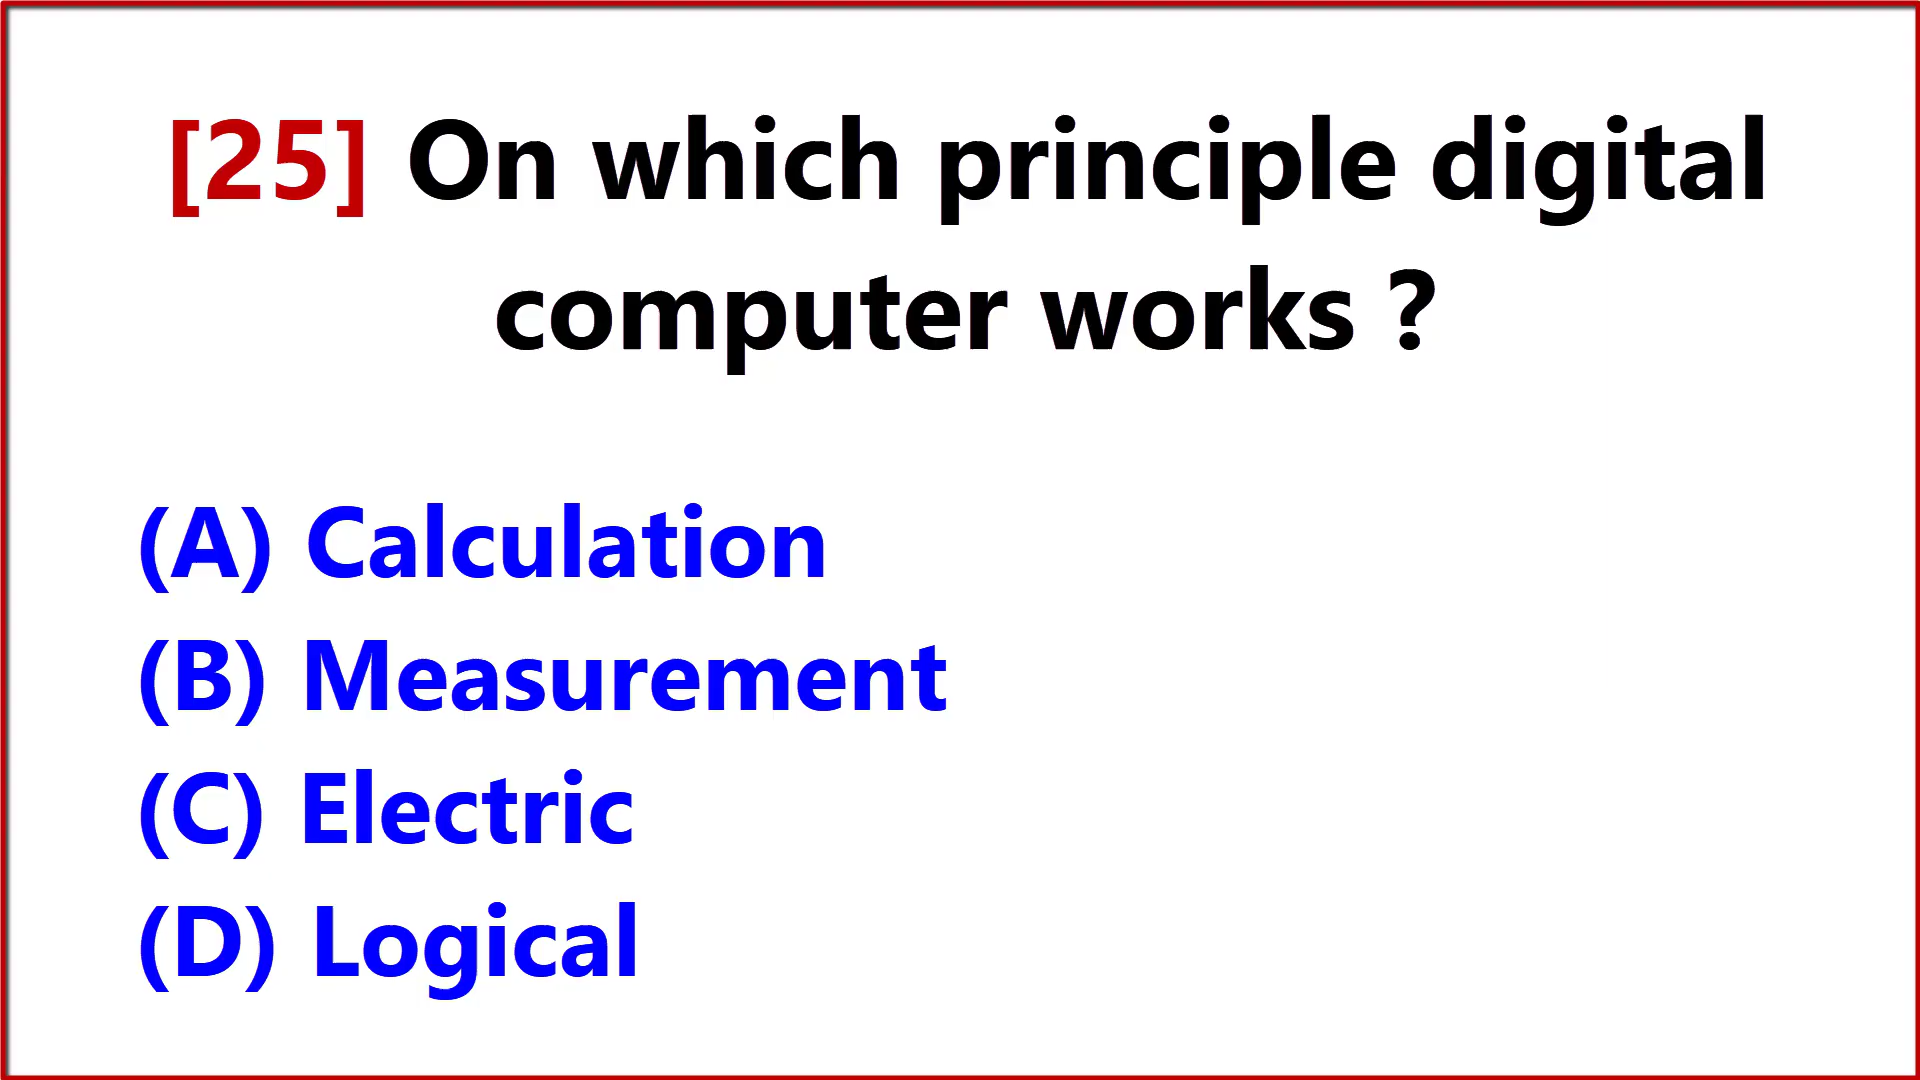 [25] On which principle digital
computer works ?
(A) Calculation
(B) Measurement
(C) Electric
(D) Logical